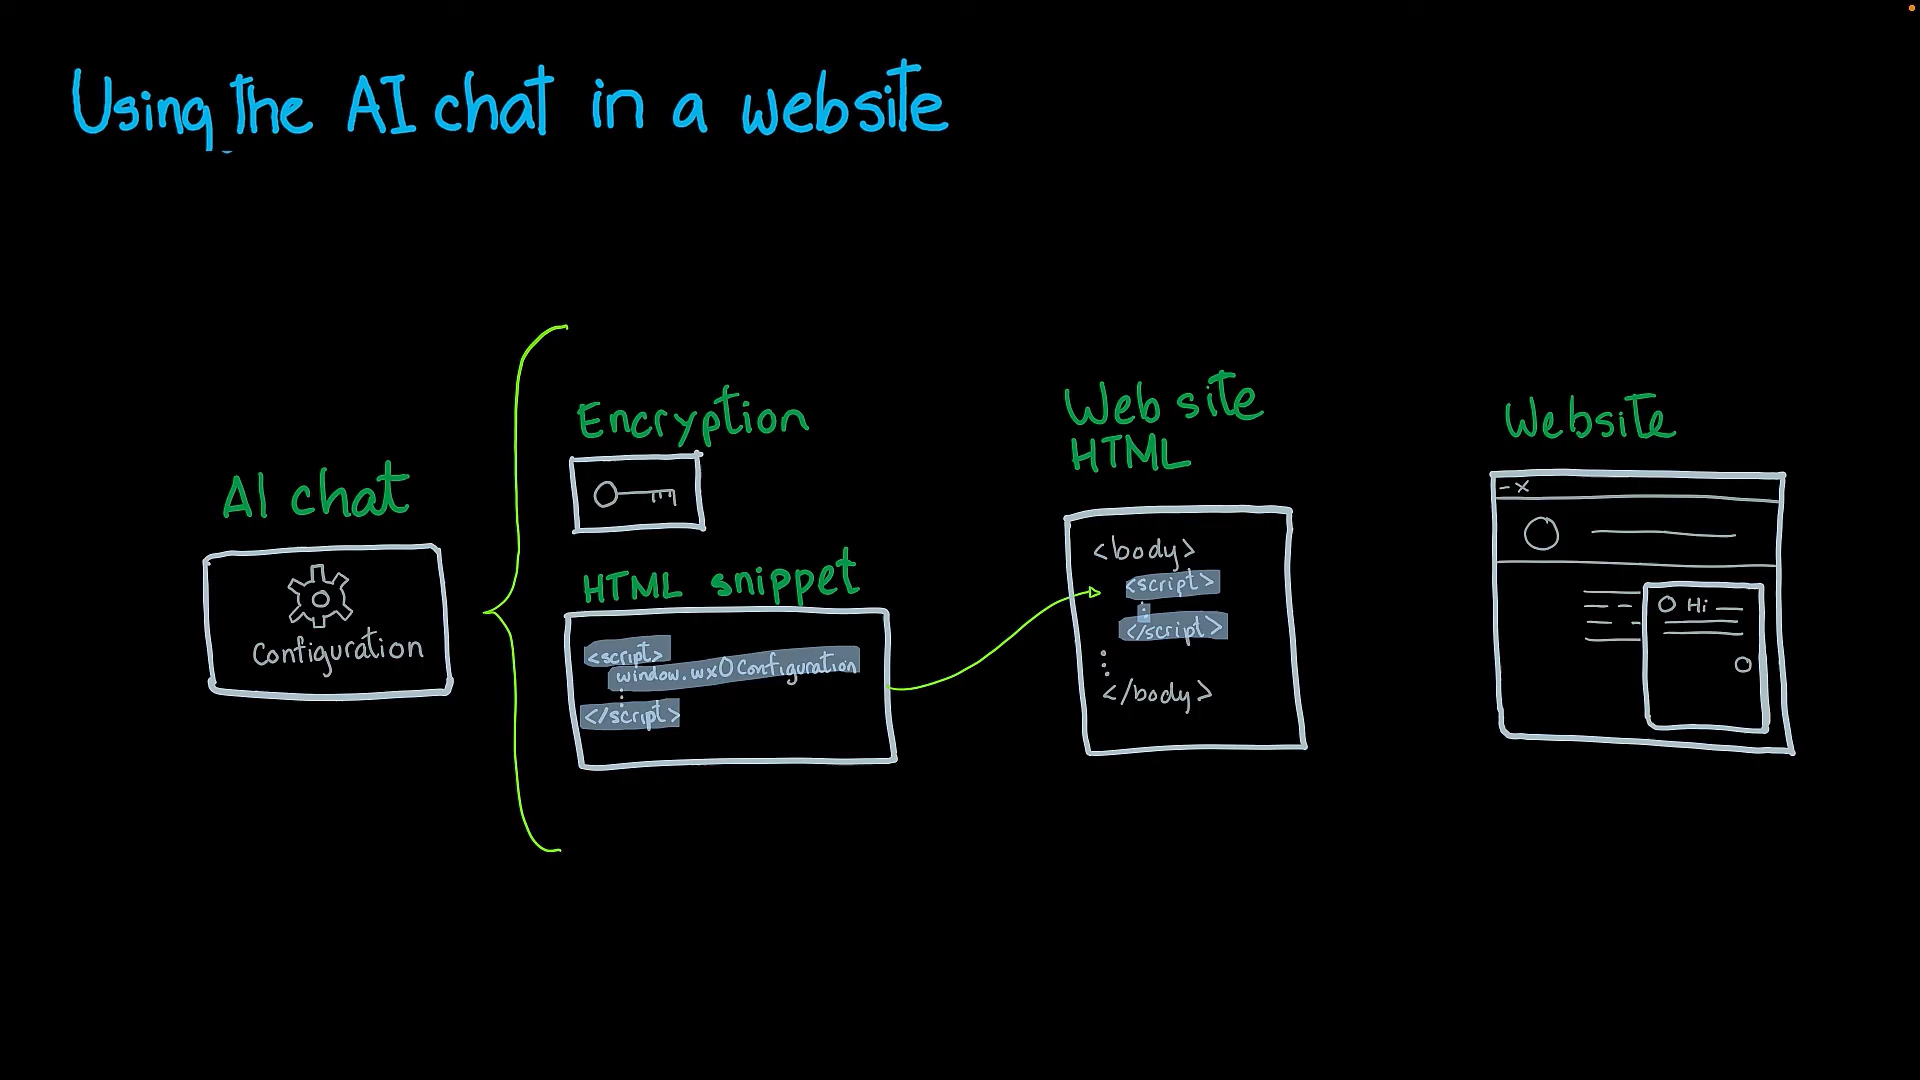 Using the AI chat in a website
AI chat
Configuration
Encryption
HTML snippet
<script>
window.wxOConfiguration
</script>
Web site
HTML
<body>
<script>
</script>
</body>
Website
- x
Hi